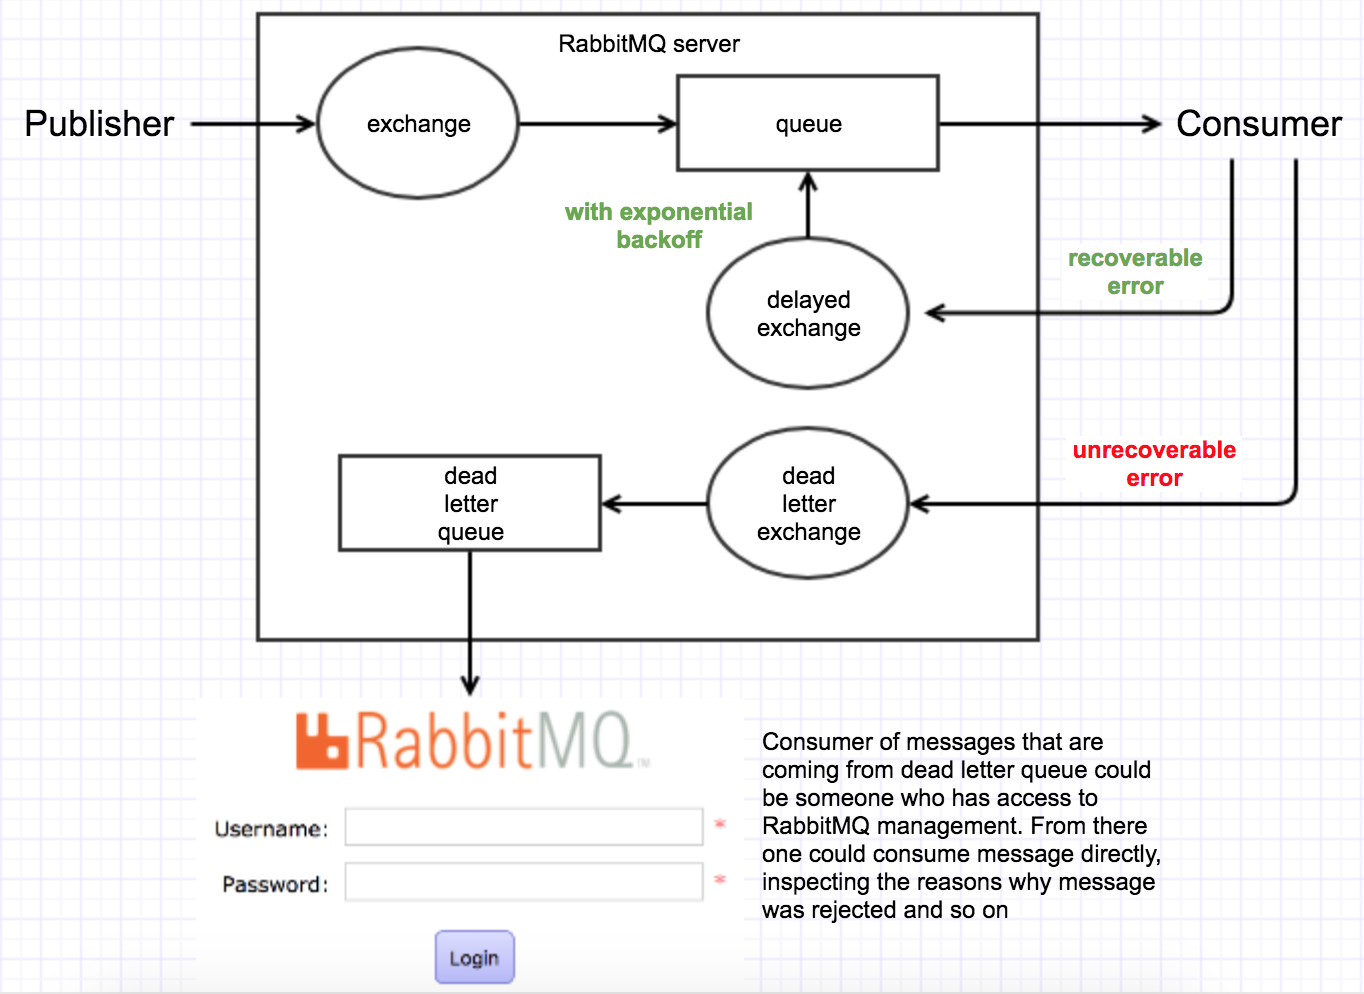 RabbitMQ server
Publisher
exchange
queue
Consumer
with exponential
backoff
recoverable
error
delayed
exchange
unrecoverable
error
dead
letter
queue
dead
letter
exchange
RabbitMQ™
Username: *
Password: *
Login
Consumer of messages that are
coming from dead letter queue could
be someone who has access to
RabbitMQ management. From there
one could consume message directly,
inspecting the reasons why message
was rejected and so on